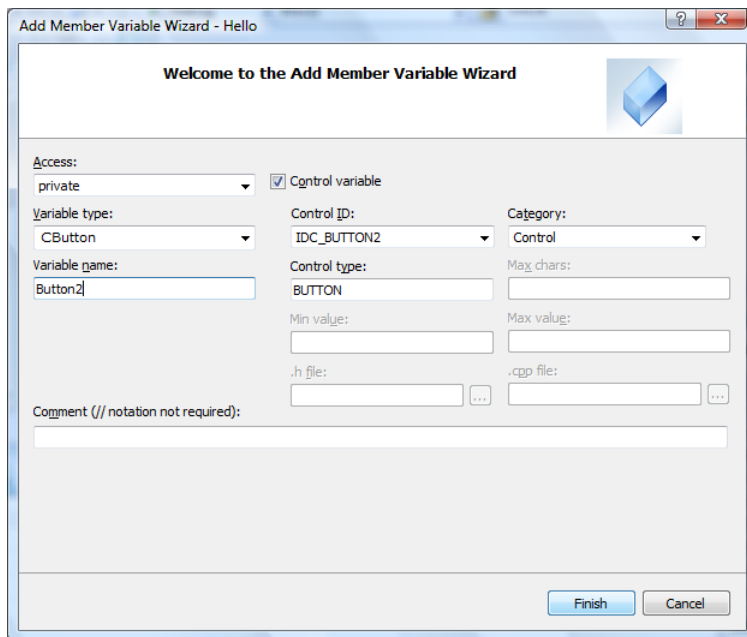 Add Member Variable Wizard - Hello
Welcome to the Add Member Variable Wizard
Access:
private
Control variable
Variable type:
Control ID:
Category:
CButton
IDC_BUTTON2
Control
Variable name:
Control type:
Max chars:
Button2
BUTTON
Min value:
Max value:
.h file:
.cpp file:
...
...
Comment (// notation not required):
Finish
Cancel